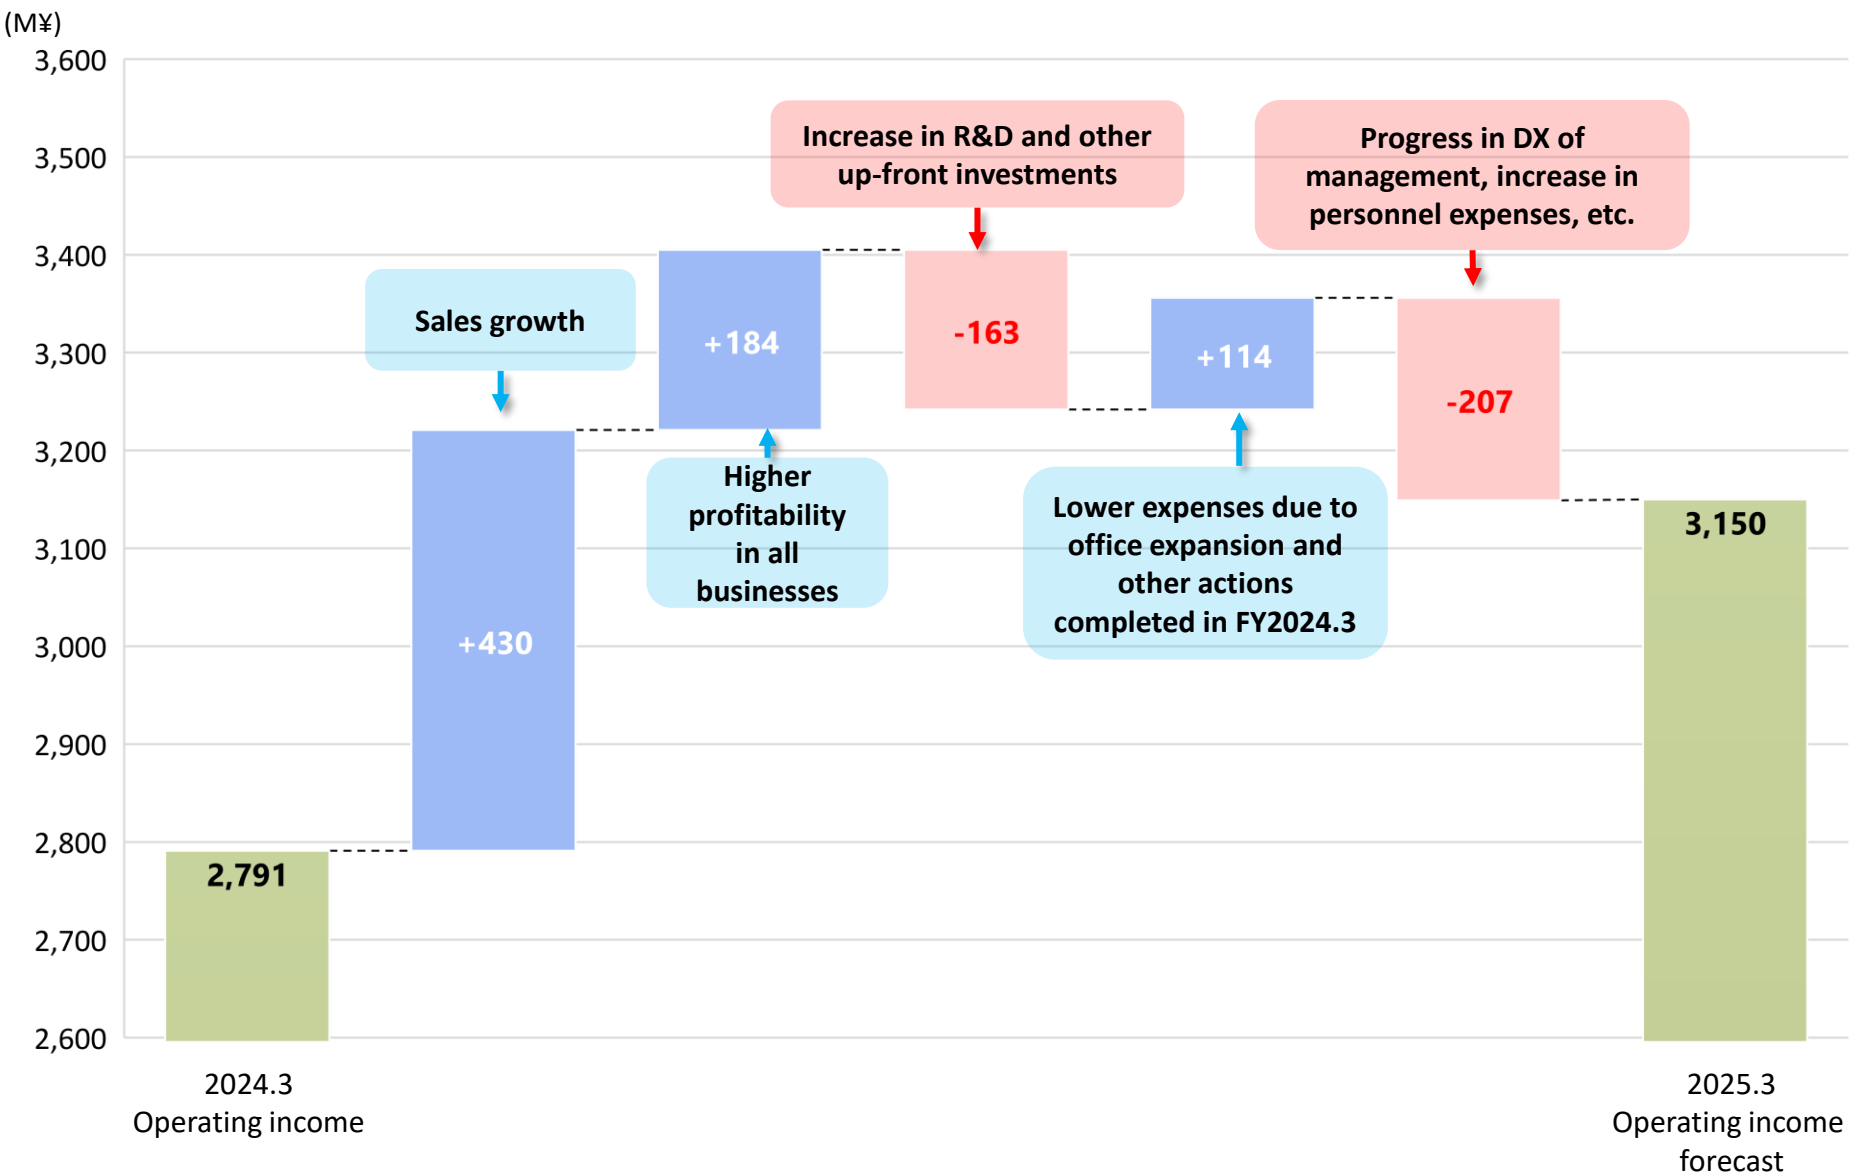 (M¥)
3,600
3,500
3,400
3,300
3,200
3,100
3,000
2,900
2,800
2,700
2,600
Increase in R&D and other
up-front investments
Progress in DX of
management, increase in
personnel expenses, etc.
Sales growth
+184
-163
+114
-207
Higher
profitability
in all
businesses
Lower expenses due to
office expansion and
other actions
completed in FY2024.3
+430
2,791
3,150
2024.3
Operating income
2025.3
Operating income
forecast